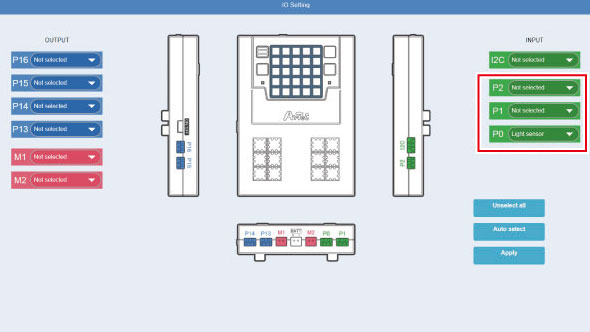 IO Setting
OUTPUT
INPUT
P16 Not selected
P15 Not selected
P14 Not selected
P13 Not selected
M1 Not selected
M2 Not selected
I2C Not selected
P2 Not selected
P1 Not selected
P0 Light sensor
Artec
P16
P15
I2C
P2
P14 P13 M1 BATT M2 P0 P1
Unselect all
Auto select
Apply